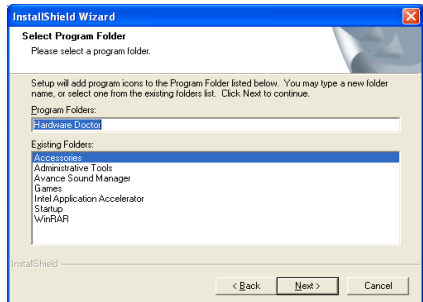 InstallShield Wizard
Select Program Folder
Please select a program folder.
Setup will add program icons to the Program Folder listed below. You may type a new folder
name, or select one from the existing folders list. Click Next to continue.
Program Folders:
Hardware Doctor
Existing Folders:
Accessories
Administrative Tools
Avance Sound Manager
Games
Intel Application Accelerator
Startup
WinRAR
InstallShield
< Back Next > Cancel